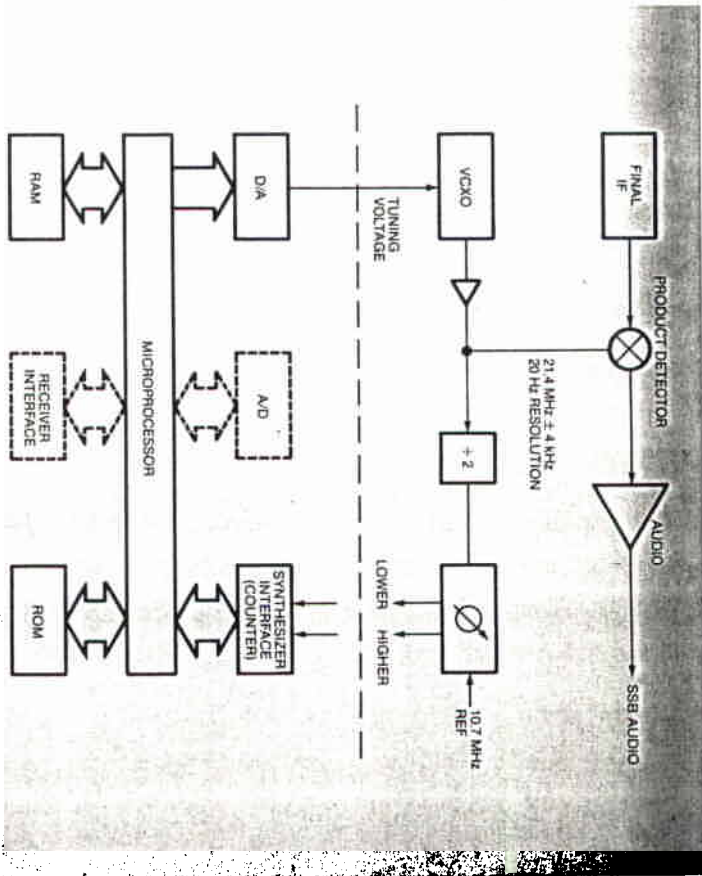 PRODUCT DETECTOR
FINAL
IF
AUDIO
SSB AUDIO
21.4 MHz ± 4 kHz
20 Hz RESOLUTION
VCXO
÷ 2
10.7 MHz
REF
TUNING
VOLTAGE
LOWER
HIGHER
D/A
A/D
SYNTHESIZER
INTERFACE
(COUNTER)
MICROPROCESSOR
RAM
RECEIVER
INTERFACE
ROM